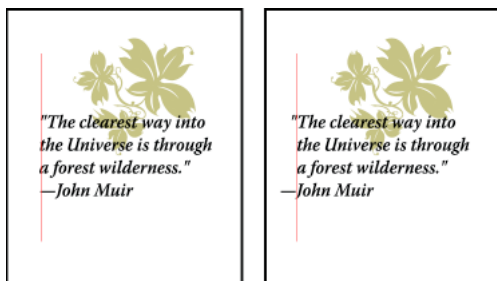 "The clearest way into
the Universe is through
a forest wilderness."
—John Muir
"The clearest way into
the Universe is through
a forest wilderness."
—John Muir